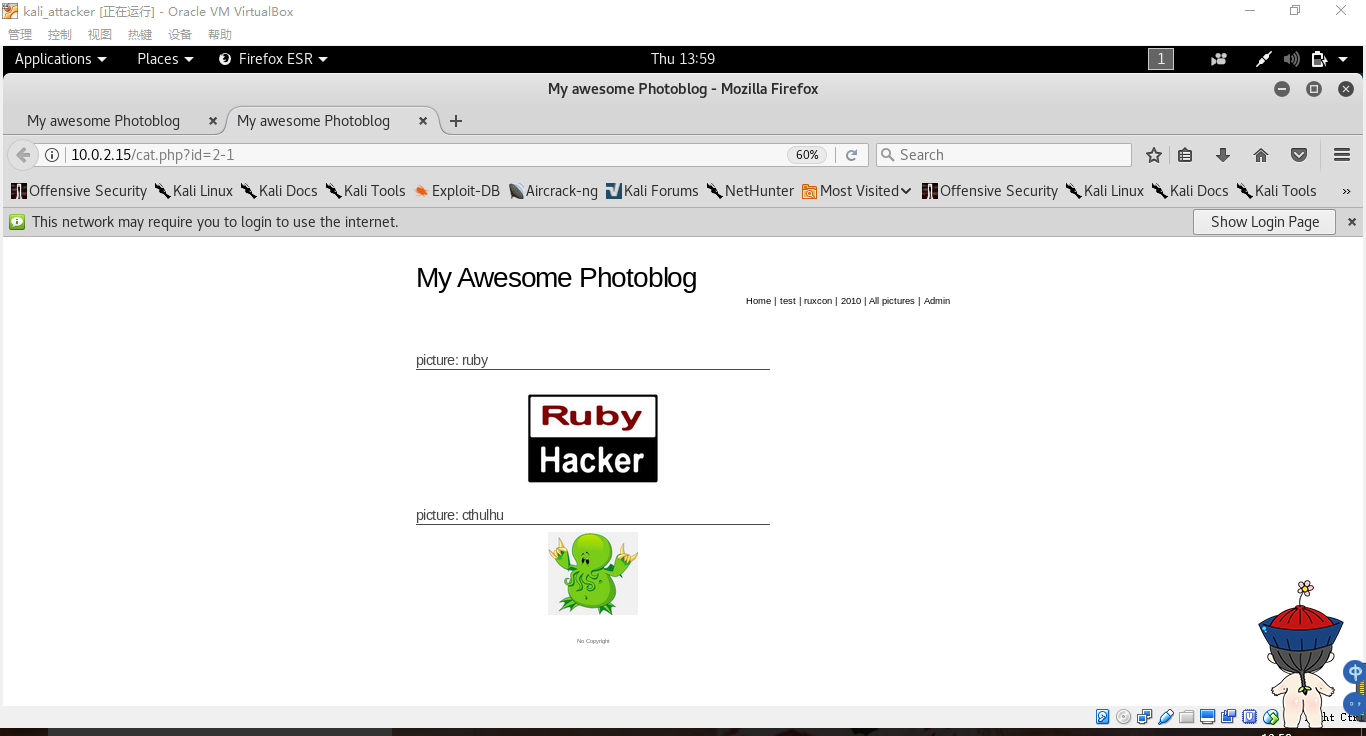 kali_attacker [正在运行] - Oracle VM VirtualBox
管理 控制 视图 热键 设备 帮助
Applications Places Firefox ESR Thu 13:59 1
My awesome Photoblog - Mozilla Firefox
My awesome Photoblog × My awesome Photoblog × +
10.0.2.15/cat.php?id=2-1 60% Search
Offensive Security Kali Linux Kali Docs Kali Tools Exploit-DB Aircrack-ng Kali Forums NetHunter Most Visited Offensive Security Kali Linux Kali Docs Kali Tools »
This network may require you to login to use the internet. Show Login Page ×
My Awesome Photoblog
Home | test | ruxcon | 2010 | All pictures | Admin
picture: ruby
Ruby
Hacker
picture: cthulhu
No Copyright
中
Ctrl